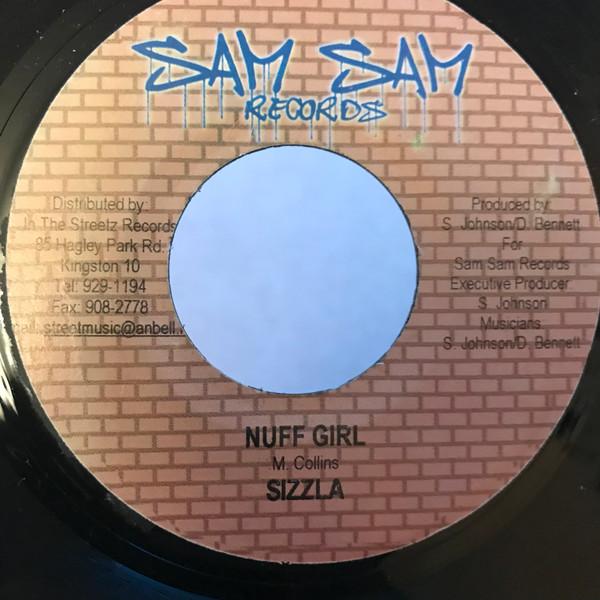 SAM SAM
RECORDS
Distributed by:
In The Streetz Records
85 Hagley Park Rd.
Kingston 10
Tel: 929-1194
Fax: 908-2778
streetmusic@anbell.
Produced by:
S. Johnson/D. Bennett
For
Sam Sam Records
Executive Producer
S. Johnson
Musicians
S. Johnson/D. Bennett
NUFF GIRL
M. Collins
SIZZLA